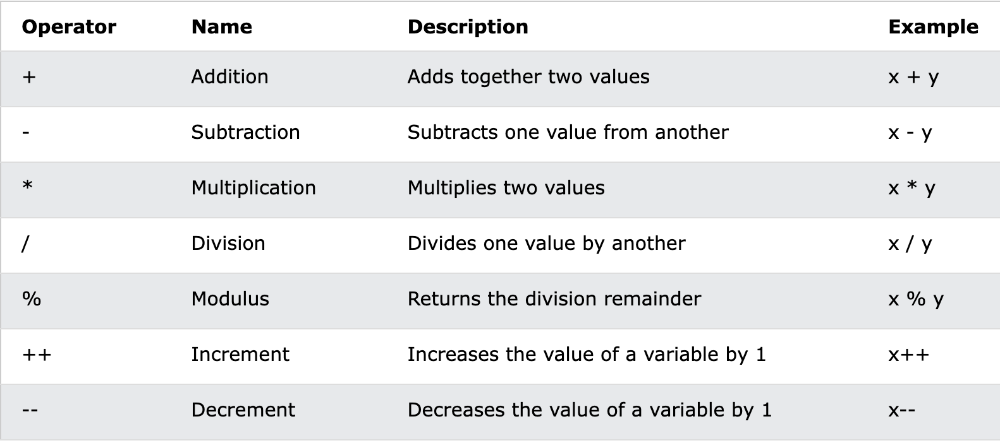 Operator Name Description Example
+ Addition Adds together two values x + y
- Subtraction Subtracts one value from another x - y
* Multiplication Multiplies two values x * y
/ Division Divides one value by another x / y
% Modulus Returns the division remainder x % y
++ Increment Increases the value of a variable by 1 x++
-- Decrement Decreases the value of a variable by 1 x--